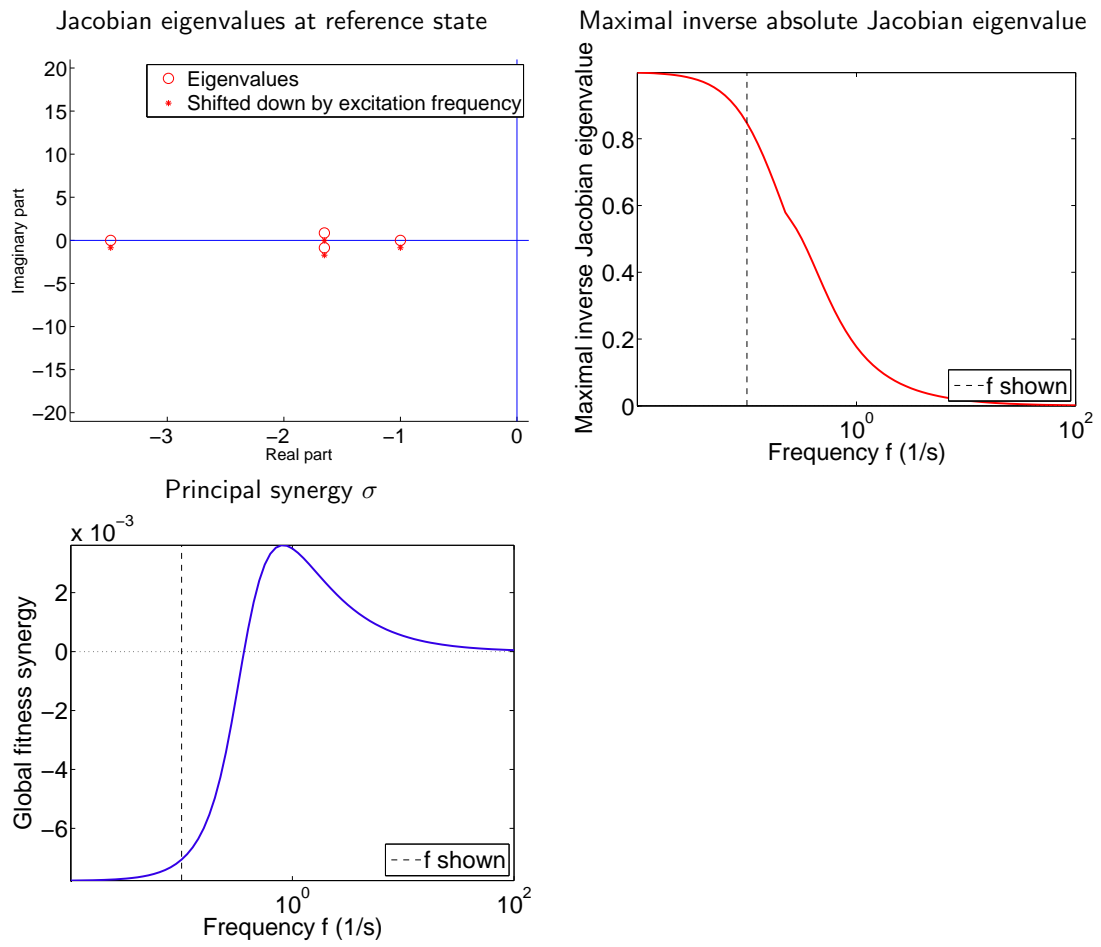 Jacobian eigenvalues at reference state
20
15
10
5
0
−5
−10
−15
−20
−3
−2
−1
0
Imaginary part
Real part
Eigenvalues
Shifted down by excitation frequency
Maximal inverse absolute Jacobian eigenvalue
0.8
0.6
0.4
0.2
0
10^0
10^2
Maximal inverse Jacobian eigenvalue
Frequency f (1/s)
f shown
Principal synergy σ
x 10^−3
2
0
−2
−4
−6
10^0
10^2
Global fitness synergy
Frequency f (1/s)
f shown